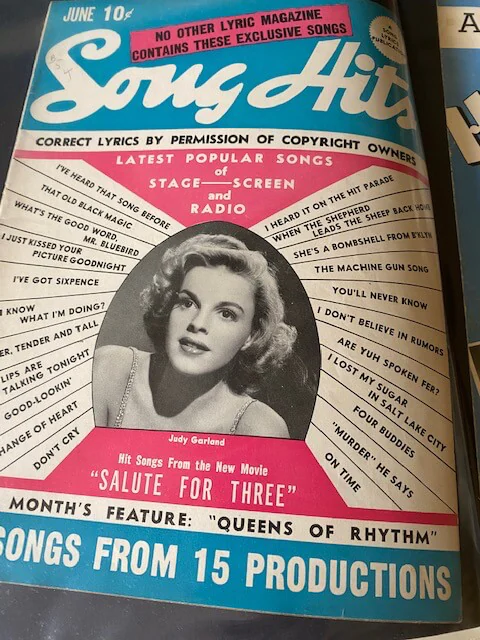 JUNE 10¢
NO OTHER LYRIC MAGAZINE
CONTAINS THESE EXCLUSIVE SONGS
A
SONG
LYRICS
PUBLICATION
Song Hits
CORRECT LYRICS BY PERMISSION OF COPYRIGHT OWNERS
LATEST POPULAR SONGS
of
STAGE—SCREEN
and
RADIO
I'VE HEARD THAT SONG BEFORE
THAT OLD BLACK MAGIC
WHAT'S THE GOOD WORD,
MR. BLUEBIRD
I JUST KISSED YOUR
PICTURE GOODNIGHT
I'VE GOT SIXPENCE
I KNOW
WHAT I'M DOING?
ER, TENDER AND TALL
LIPS ARE
TALKING TONIGHT
GOOD-LOOKIN'
HANGE OF HEART
DON'T CRY
I HEARD IT ON THE HIT PARADE
WHEN THE SHEPHERD
LEADS THE SHEEP BACK HOME
SHE'S A BOMBSHELL FROM B'KLYN
THE MACHINE GUN SONG
YOU'LL NEVER KNOW
I DON'T BELIEVE IN RUMORS
ARE YUH SPOKEN FER?
I LOST MY SUGAR
IN SALT LAKE CITY
FOUR BUDDIES
"MURDER" HE SAYS
ON TIME
Judy Garland
Hit Songs From the New Movie
"SALUTE FOR THREE"
MONTH'S FEATURE: "QUEENS OF RHYTHM"
SONGS FROM 15 PRODUCTIONS
A